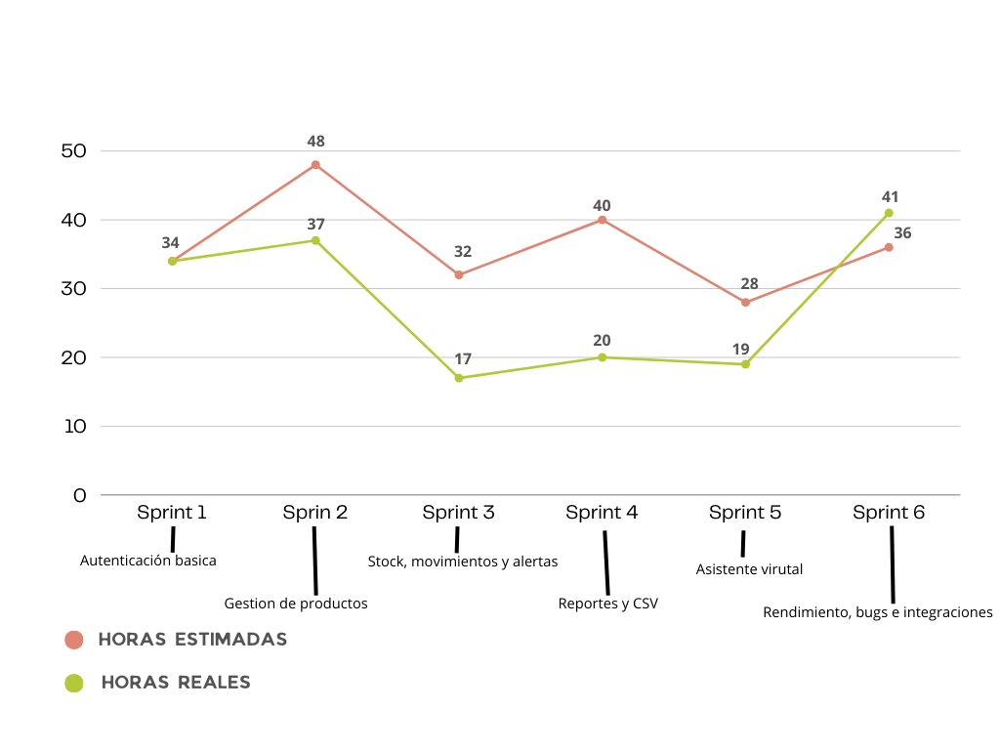 50
48
40
34
37
32
40
41
36
30
28
20
17
20
19
10
0
Sprint 1
Sprin 2
Sprint 3
Sprint 4
Sprint 5
Sprint 6
Autenticación basica
Stock, movimientos y alertas
Asistente virutal
Gestion de productos
Reportes y CSV
Rendimiento, bugs e integraciones
HORAS ESTIMADAS
HORAS REALES